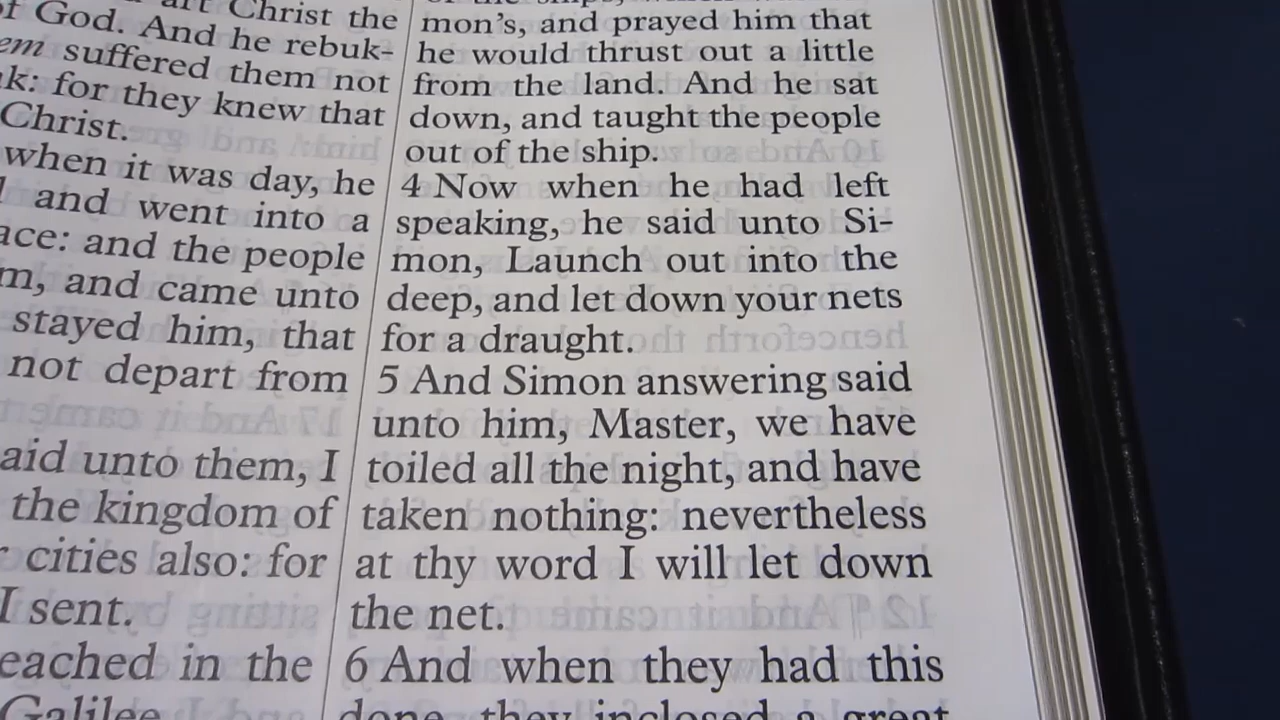 art Christ the
of God. And he rebuk-
em suffered them not
k: for they knew that
Christ.
when it was day, he
and went into a
ace: and the people
m, and came unto
stayed him, that
not depart from
aid unto them, I
the kingdom of
cities also: for
I sent.
eached in the
Galilee.
mon's, and prayed him that
he would thrust out a little
from the land. And he sat
down, and taught the people
out of the ship.
4 Now when he had left
speaking, he said unto Si-
mon, Launch out into the
deep, and let down your nets
for a draught.
5 And Simon answering said
unto him, Master, we have
toiled all the night, and have
taken nothing: nevertheless
at thy word I will let down
the net.
6 And when they had this
done, they inclosed a great